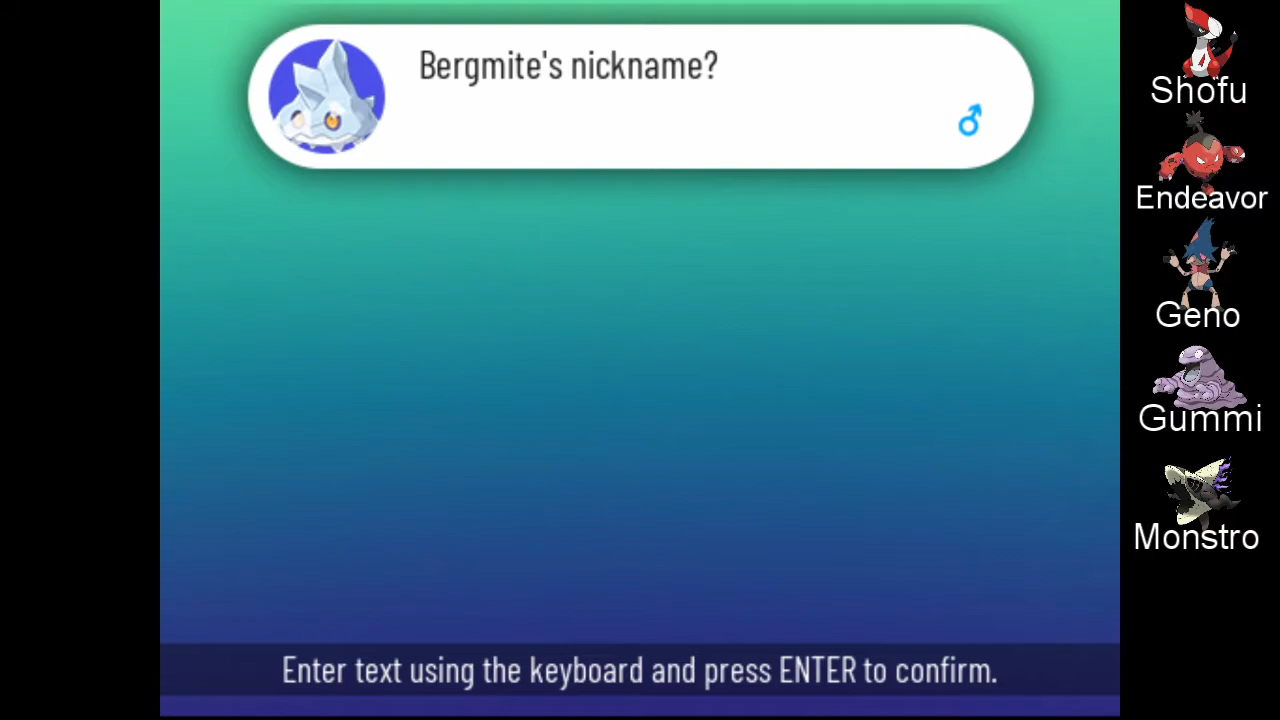 Bergmite's nickname?
♂
Enter text using the keyboard and press ENTER to confirm.
Shofu
Endeavor
Geno
Gummi
Monstro